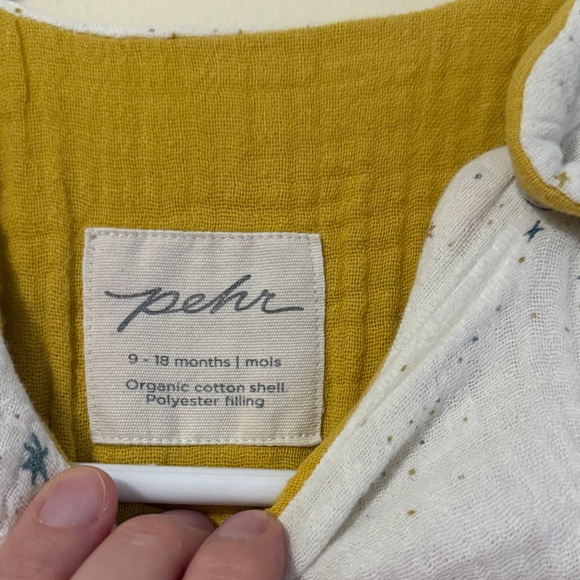 pehr
9 - 18 months | mois
Organic cotton shell
Polyester filling